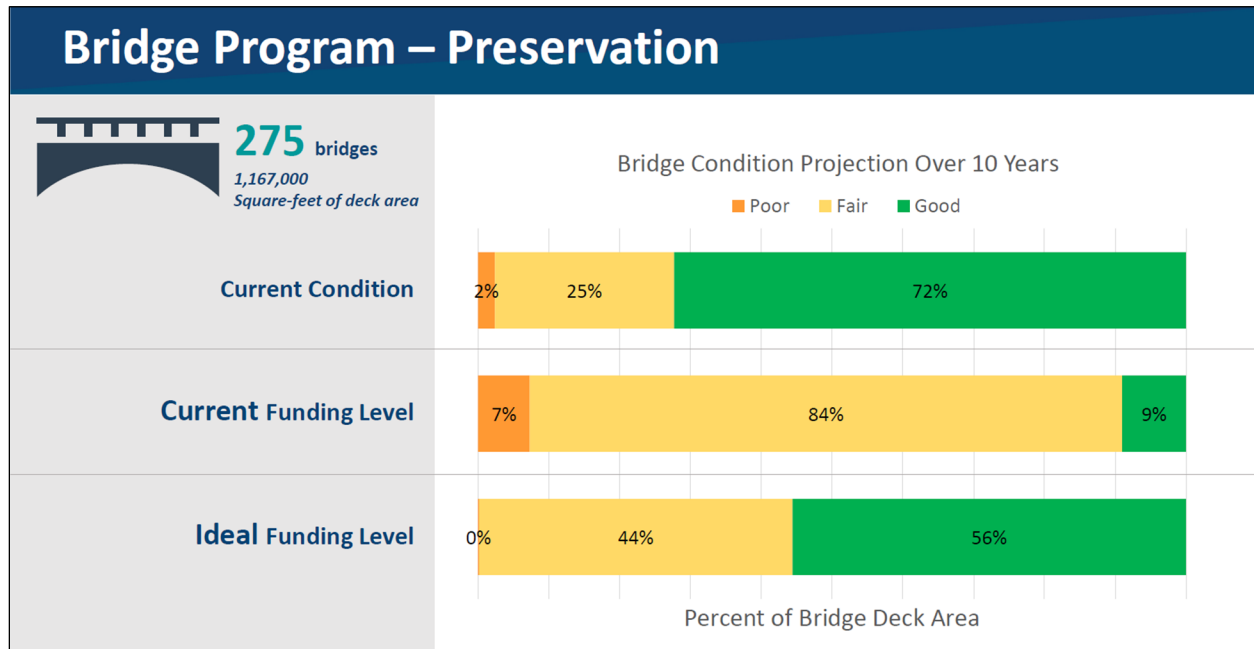 Bridge Program – Preservation
275 bridges
1,167,000
Square-feet of deck area
Bridge Condition Projection Over 10 Years
Poor Fair Good
Current Condition
2% 25% 72%
Current Funding Level
7% 84% 9%
Ideal Funding Level
0% 44% 56%
Percent of Bridge Deck Area